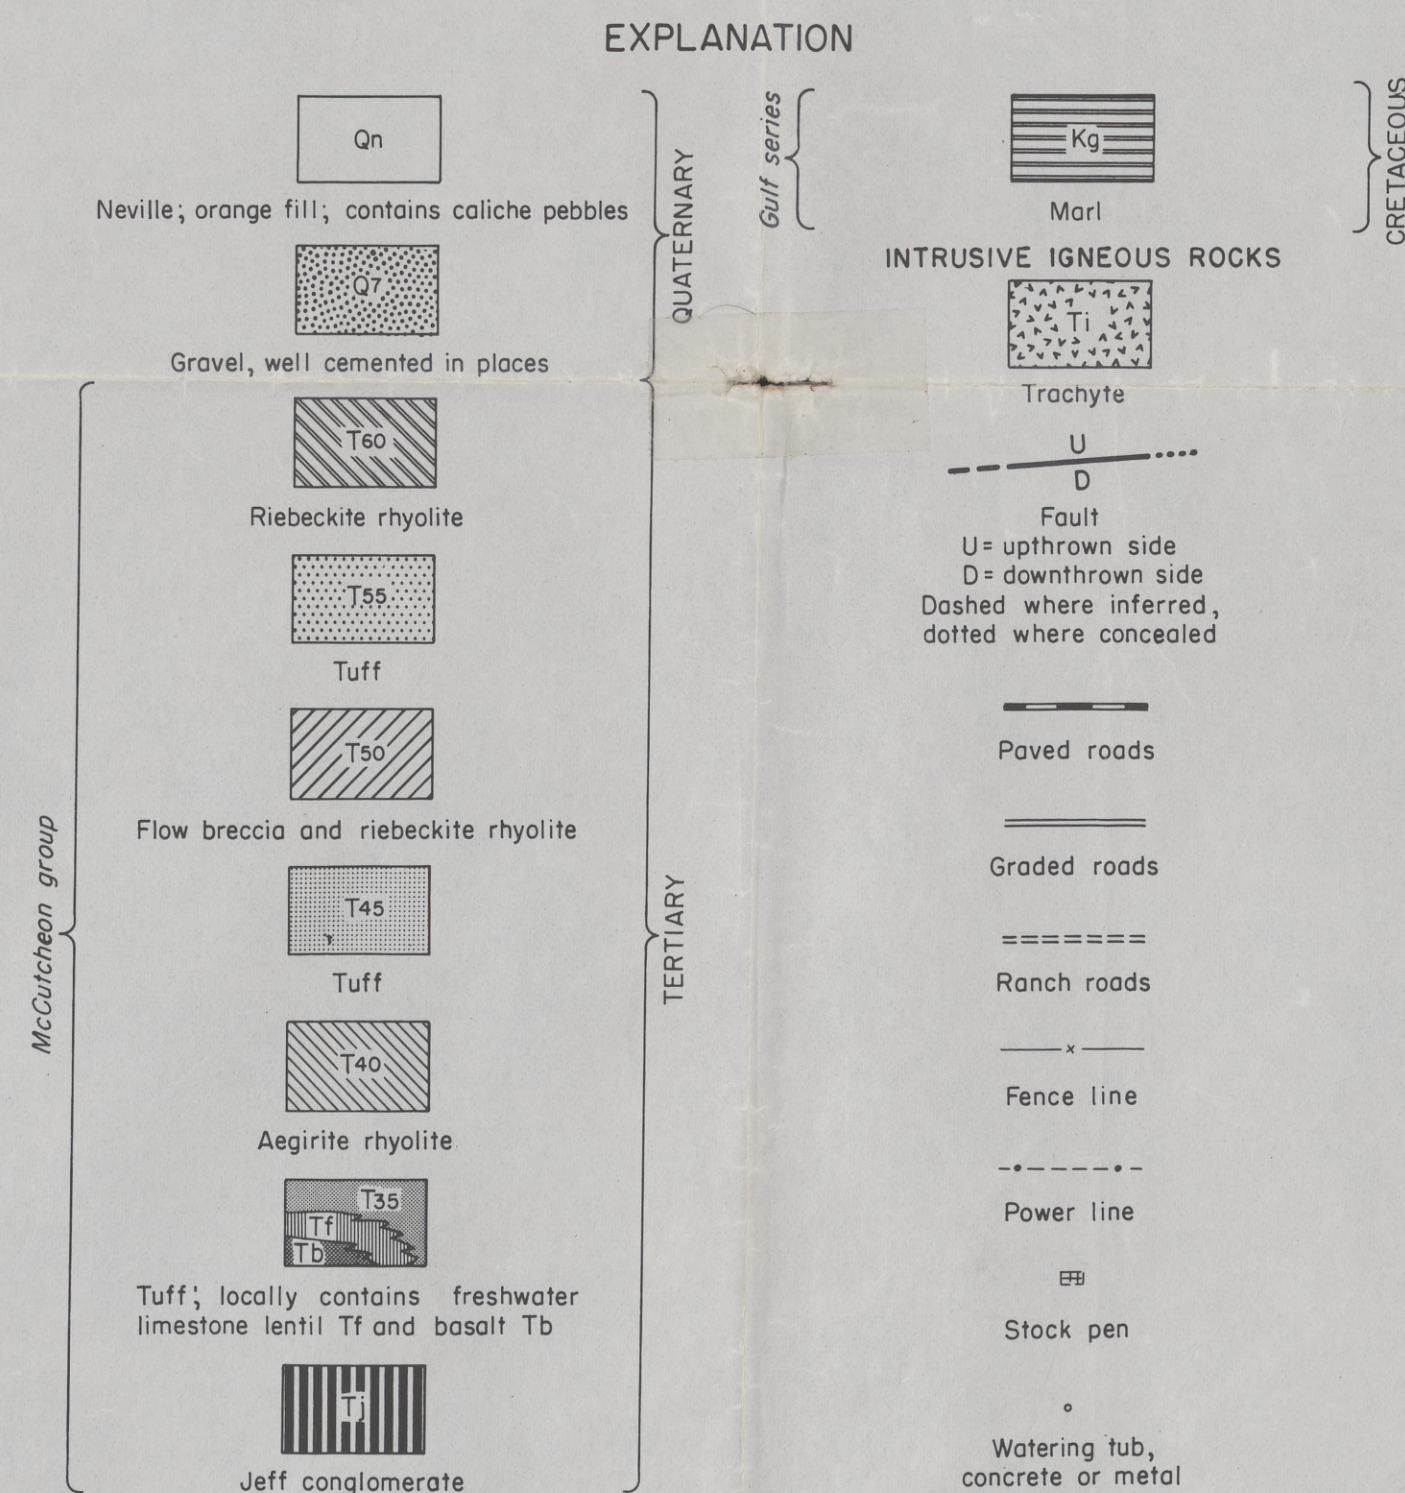 EXPLANATION
Qn
Neville; orange fill; contains caliche pebbles
Q7
Gravel, well cemented in places
QUATERNARY
T60
Riebeckite rhyolite
T55
Tuff
T50
Flow breccia and riebeckite rhyolite
T45
Tuff
T40
Aegirite rhyolite
T35
Tf
Tb
Tuff; locally contains freshwater
limestone lentil Tf and basalt Tb
Tj
Jeff conglomerate
McCutcheon group
TERTIARY
Gulf series
Kg
Marl
CRETACEOUS
INTRUSIVE IGNEOUS ROCKS
Ti
Trachyte
U
D
Fault
U= upthrown side
D= downthrown side
Dashed where inferred,
dotted where concealed
Paved roads
Graded roads
Ranch roads
x
Fence line
Power line
Stock pen
Watering tub,
concrete or metal